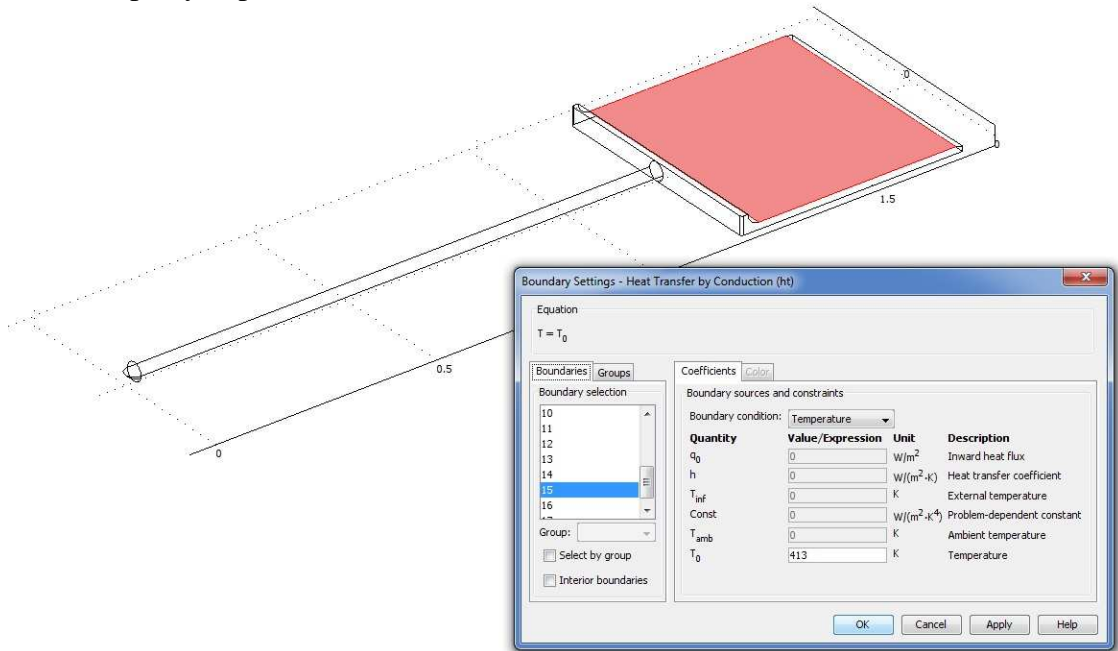 0
0
1.5
0.5
0
Boundary Settings - Heat Transfer by Conduction (ht)
Equation
T = T₀
Boundaries Groups
Boundary selection
10
11
12
13
14
15
16
Group:
Select by group
Interior boundaries
Coefficients Color
Boundary sources and constraints
Boundary condition: Temperature
Quantity Value/Expression Unit Description
q₀ 0 W/m² Inward heat flux
h 0 W/(m²·K) Heat transfer coefficient
T_inf 0 K External temperature
Const 0 W/(m²·K⁴) Problem-dependent constant
T_amb 0 K Ambient temperature
T₀ 413 K Temperature
OK Cancel Apply Help